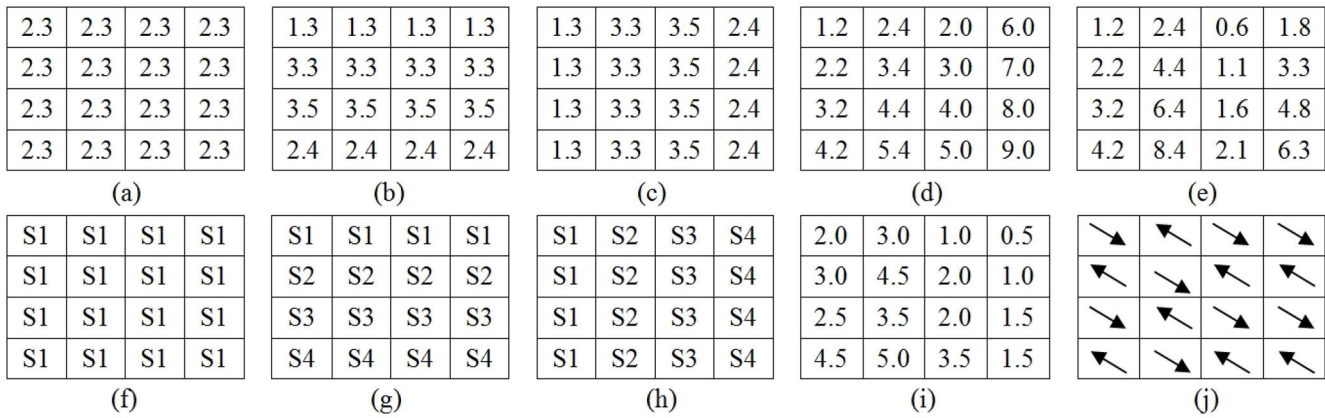 2.3 2.3 2.3 2.3 1.3 1.3 1.3 1.3 1.3 3.3 3.5 2.4 1.2 2.4 2.0 6.0 1.2 2.4 0.6 1.8
2.3 2.3 2.3 2.3 3.3 3.3 3.3 3.3 1.3 3.3 3.5 2.4 2.2 3.4 3.0 7.0 2.2 4.4 1.1 3.3
2.3 2.3 2.3 2.3 3.5 3.5 3.5 3.5 1.3 3.3 3.5 2.4 3.2 4.4 4.0 8.0 3.2 6.4 1.6 4.8
2.3 2.3 2.3 2.3 2.4 2.4 2.4 2.4 1.3 3.3 3.5 2.4 4.2 5.4 5.0 9.0 4.2 8.4 2.1 6.3
(a) (b) (c) (d) (e)
S1 S1 S1 S1 S1 S1 S1 S1 S1 S2 S3 S4 2.0 3.0 1.0 0.5
S1 S1 S1 S1 S2 S2 S2 S2 S1 S2 S3 S4 3.0 4.5 2.0 1.0
S1 S1 S1 S1 S3 S3 S3 S3 S1 S2 S3 S4 2.5 3.5 2.0 1.5
S1 S1 S1 S1 S4 S4 S4 S4 S1 S2 S3 S4 4.5 5.0 3.5 1.5
(f) (g) (h) (i) (j)